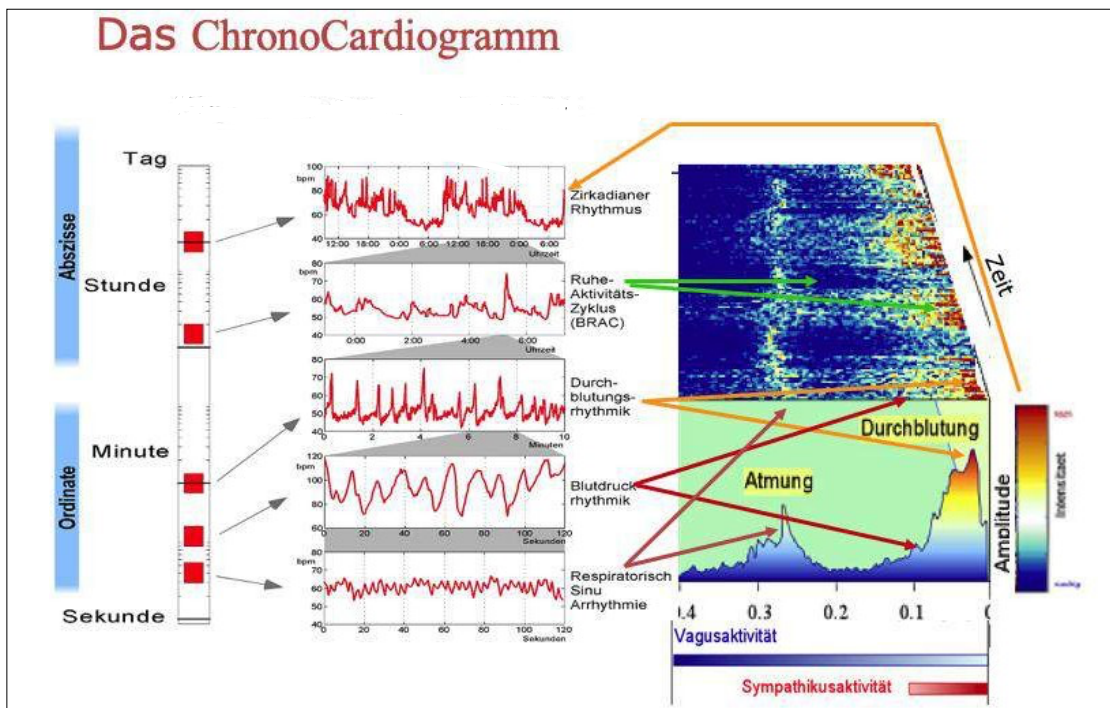 Das ChronoCardiogramm
Abszisse
Ordinate
Tag
Stunde
Minute
Sekunde
100
bpm
80
60
40
12:00 18:00 0:00 6:00 12:00 18:00 0:00 6:00
Uhrzeit
Zirkadianer
Rhythmus
80
bpm
70
60
50
40
0:00 2:00 4:00 6:00
Uhrzeit
Ruhe-
Aktivitäts-
Zyklus
(BRAC)
80
bpm
70
60
50
40
0 2 4 6 8 10
Minuten
Durch-
blutungs-
rhythmik
120
bpm
100
80
60
0 20 40 60 80 100 120
Sekunden
Blutdruck
rhythmik
80
bpm
70
60
50
40
0 20 40 60 80 100 120
Sekunden
Respiratorisch
Sinu
Arrhythmie
Zeit
Durchblutung
Atmung
Amplitude
Intensitaet
0.4 0.3 0.2 0.1 0
Vagusaktivität
Sympathikusaktivität